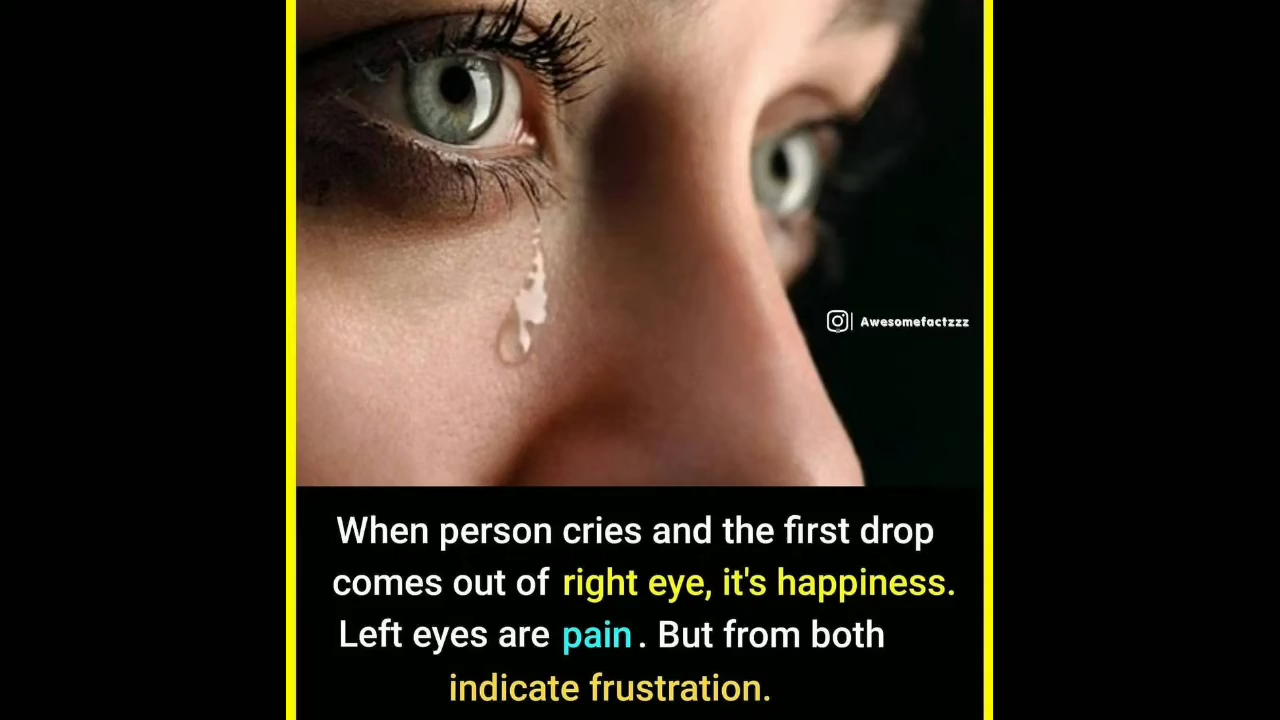 Awesomefactzzz
When person cries and the first drop
comes out of right eye, it's happiness.
Left eyes are pain . But from both
indicate frustration.